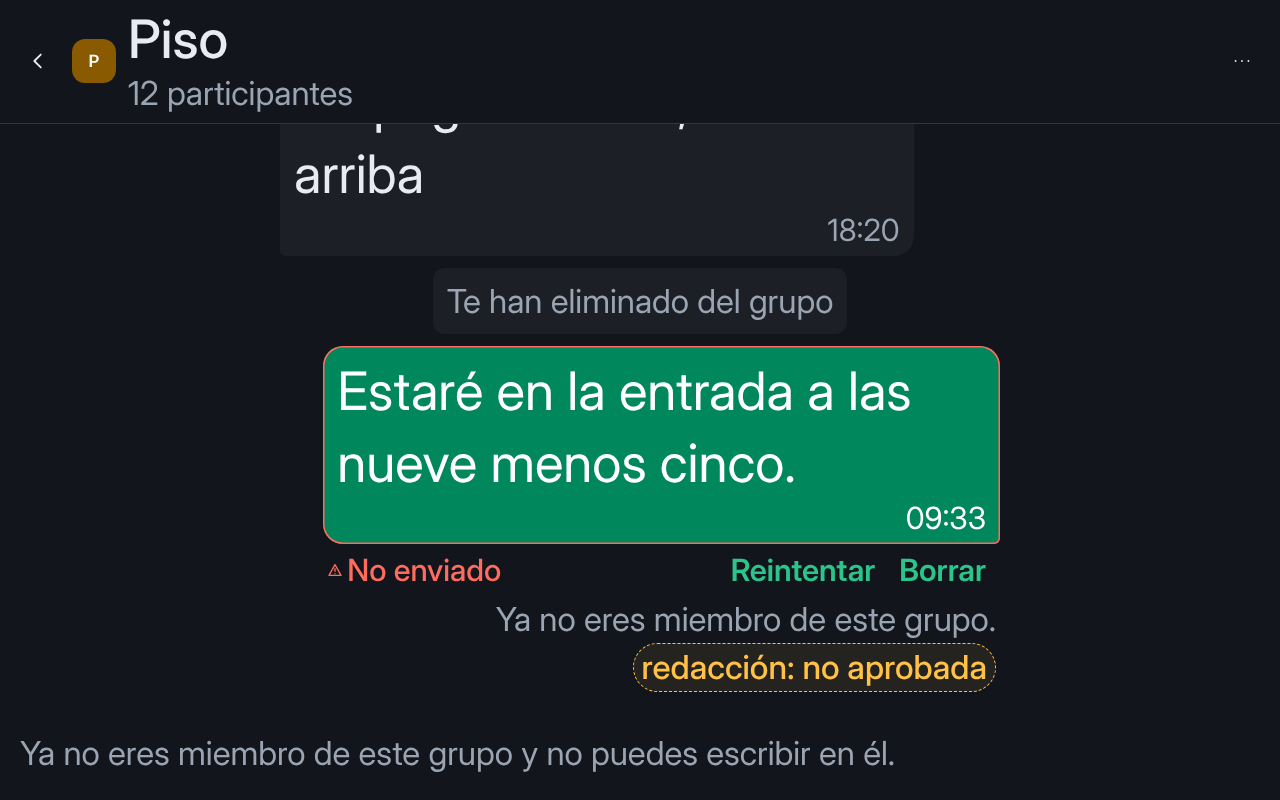 P
Piso
12 participantes
arriba
18:20
Te han eliminado del grupo
Estaré en la entrada a las
nueve menos cinco.
09:33
No enviado
Reintentar
Borrar
Ya no eres miembro de este grupo.
redacción: no aprobada
Ya no eres miembro de este grupo y no puedes escribir en él.